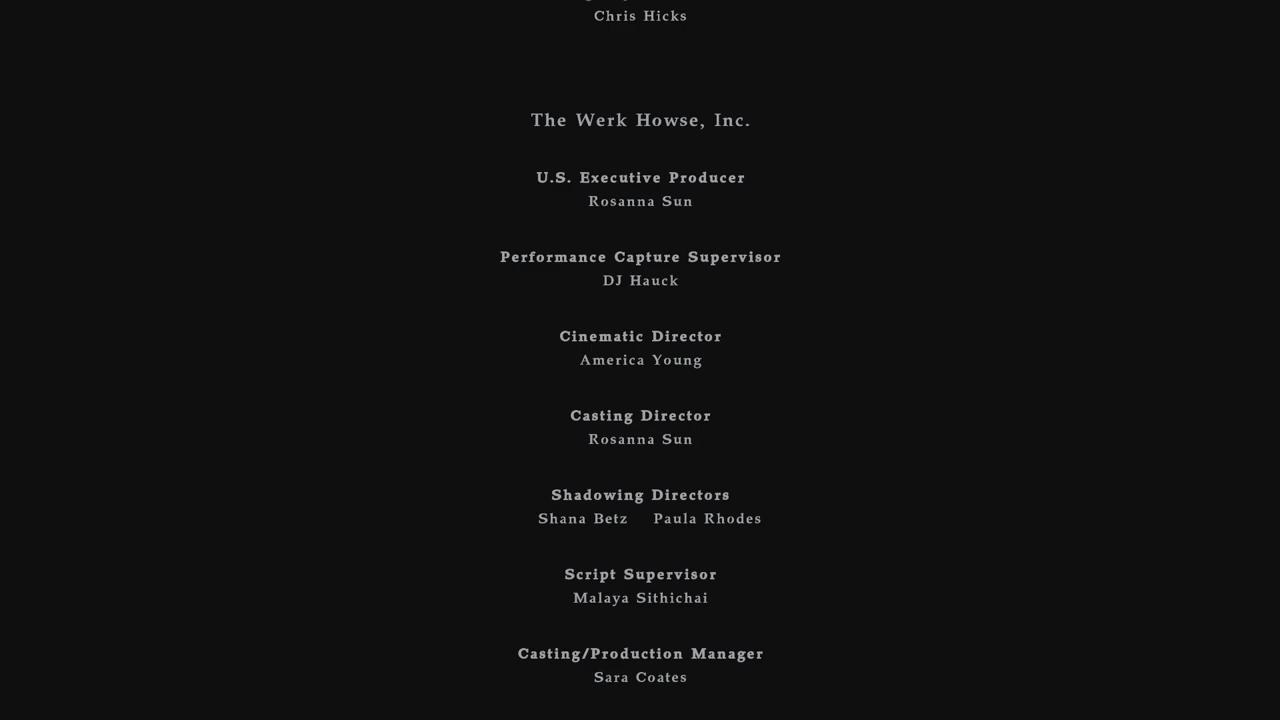 Chris Hicks
The Werk Howse, Inc.
U.S. Executive Producer
Rosanna Sun
Performance Capture Supervisor
DJ Hauck
Cinematic Director
America Young
Casting Director
Rosanna Sun
Shadowing Directors
Shana Betz Paula Rhodes
Script Supervisor
Malaya Sithichai
Casting/Production Manager
Sara Coates